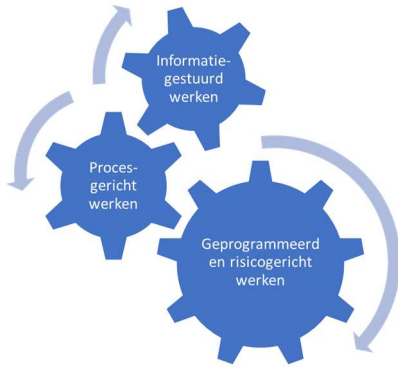 Informatie-
gestuurd
werken
Proces-
gericht
werken
Geprogrammeerd
en risicogericht
werken